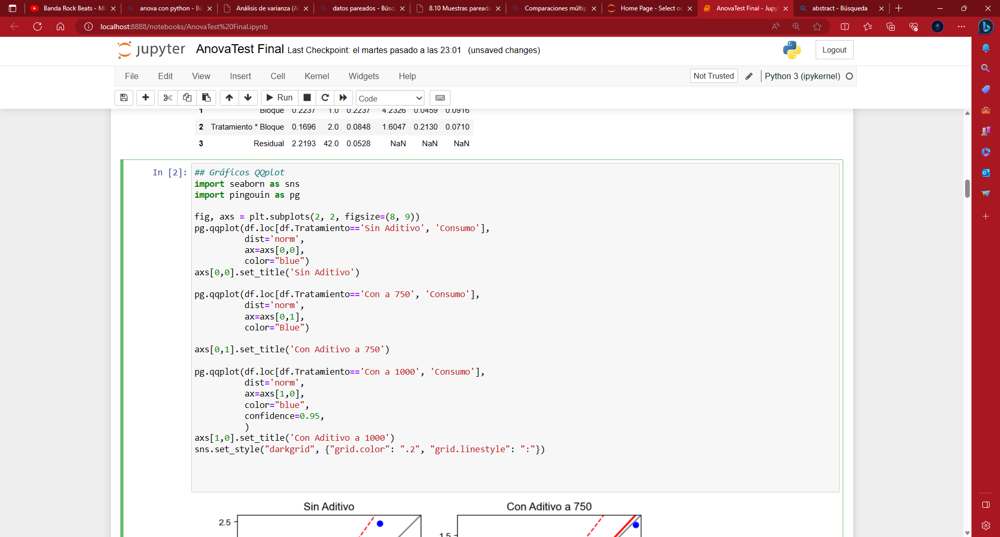 Banda Rock Beats - Mi
anova con python - Bú
Análisis de varianza (A
datos pareados - Búsq
8.10 Muestras pareada
Comparaciones múltip
Home Page - Select or
AnovaTest Final - Jupy
abstract - Búsqueda
localhost:8888/notebooks/AnovaTest%20Final.ipynb
jupyter AnovaTest Final Last Checkpoint: el martes pasado a las 23:01 (unsaved changes)
Logout
File Edit View Insert Cell Kernel Widgets Help
Not Trusted
Python 3 (ipykernel)
Run
Code
1 Bloque 0.2237 1.0 0.2237 4.2326 0.0459 0.0916
2 Tratamiento * Bloque 0.1696 2.0 0.0848 1.6047 0.2130 0.0710
3 Residual 2.2193 42.0 0.0528 NaN NaN NaN
In [2]:
## Gráficos QQplot
import seaborn as sns
import pingouin as pg
fig, axs = plt.subplots(2, 2, figsize=(8, 9))
pg.qqplot(df.loc[df.Tratamiento=='Sin Aditivo', 'Consumo'],
dist='norm',
ax=axs[0,0],
color="blue")
axs[0,0].set_title('Sin Aditivo')
pg.qqplot(df.loc[df.Tratamiento=='Con a 750', 'Consumo'],
dist='norm',
ax=axs[0,1],
color="Blue")
axs[0,1].set_title('Con Aditivo a 750')
pg.qqplot(df.loc[df.Tratamiento=='Con a 1000', 'Consumo'],
dist='norm',
ax=axs[1,0],
color="blue",
confidence=0.95,
)
axs[1,0].set_title('Con Aditivo a 1000')
sns.set_style("darkgrid", {"grid.color": ".2", "grid.linestyle": ":"})
Sin Aditivo
Con Aditivo a 750
2.5
1.5